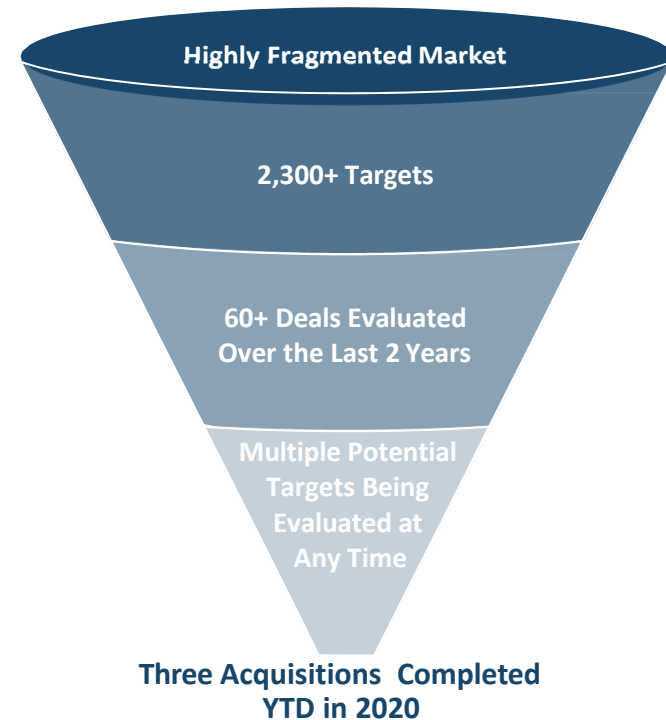 Highly Fragmented Market
2,300+ Targets
60+ Deals Evaluated
Over the Last 2 Years
Multiple Potential
Targets Being
Evaluated at
Any Time
Three Acquisitions Completed
YTD in 2020